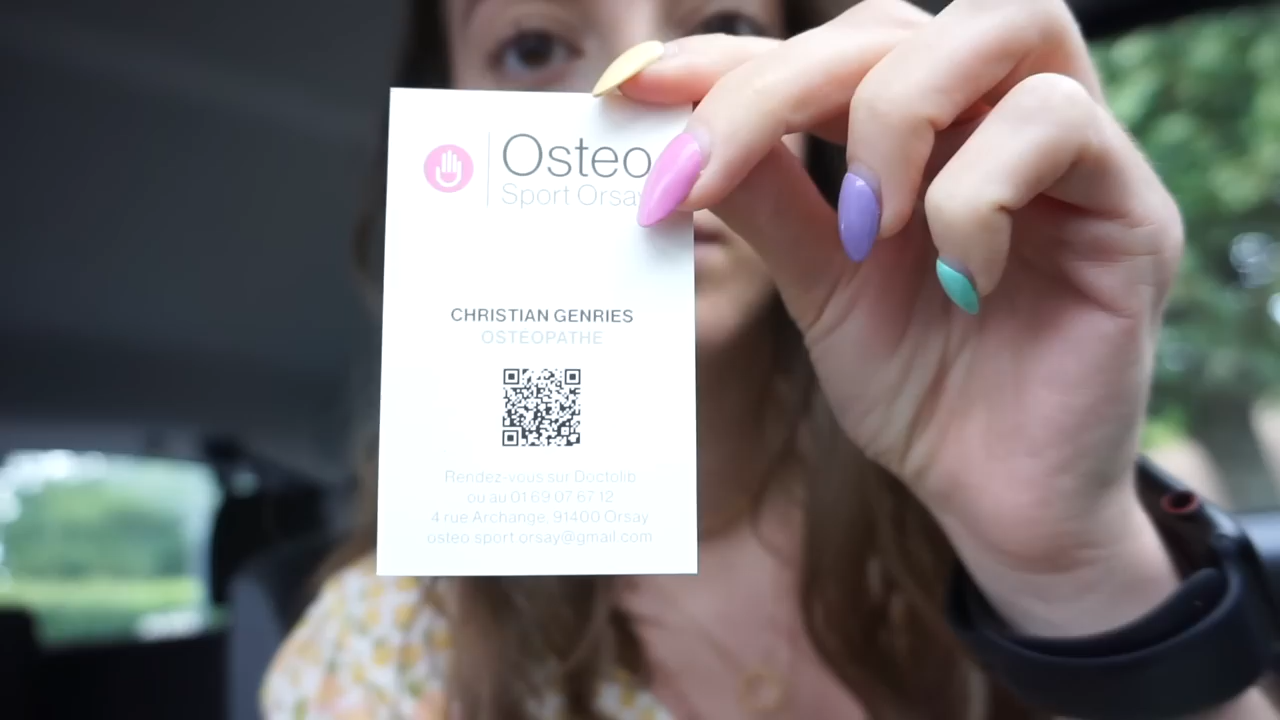 Osteo
Sport Orsay
CHRISTIAN GENRIES
OSTEOPATHE
Rendez-vous sur Doctolib
ou au 01 69 07 67 12
4 rue Archange, 91400 Orsay
osteo.sport.orsay@gmail.com